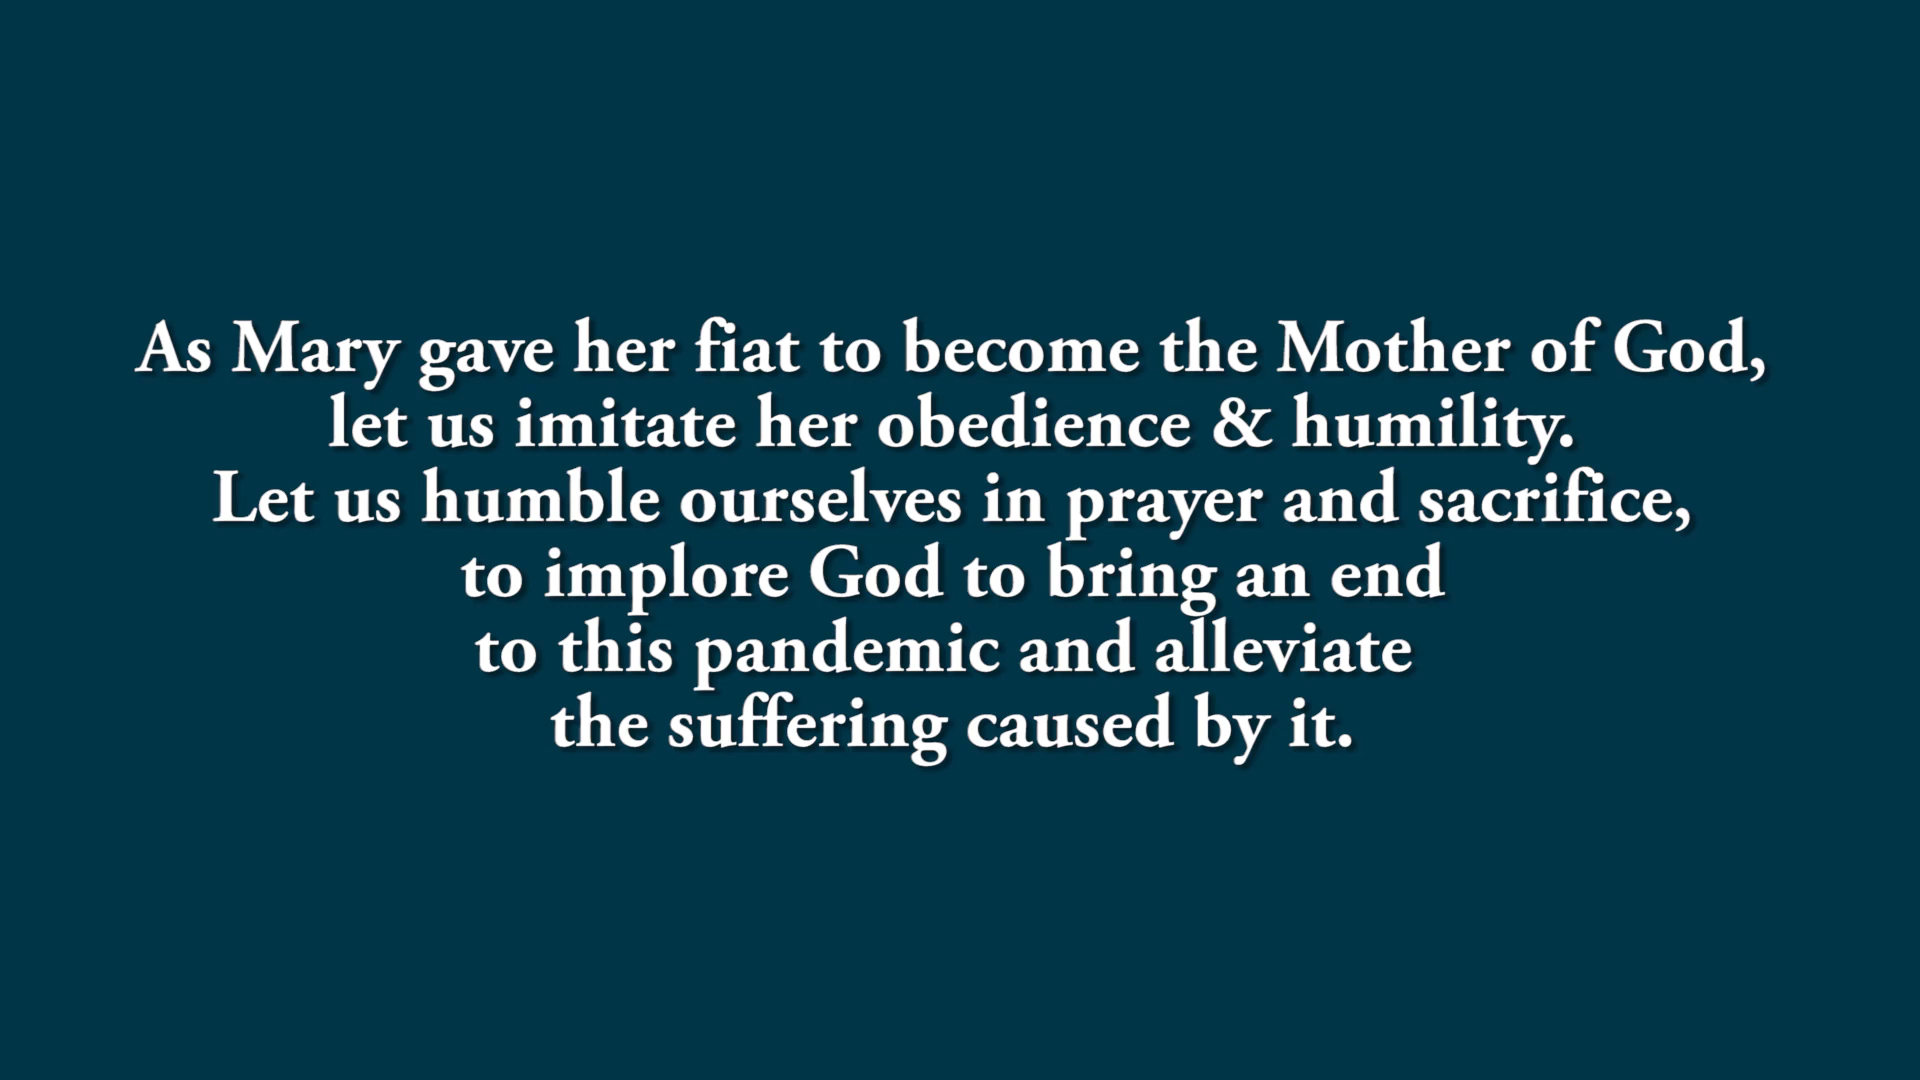 As Mary gave her fiat to become the Mother of God,
let us imitate her obedience & humility.
Let us humble ourselves in prayer and sacrifice,
to implore God to bring an end
to this pandemic and alleviate
the suffering caused by it.